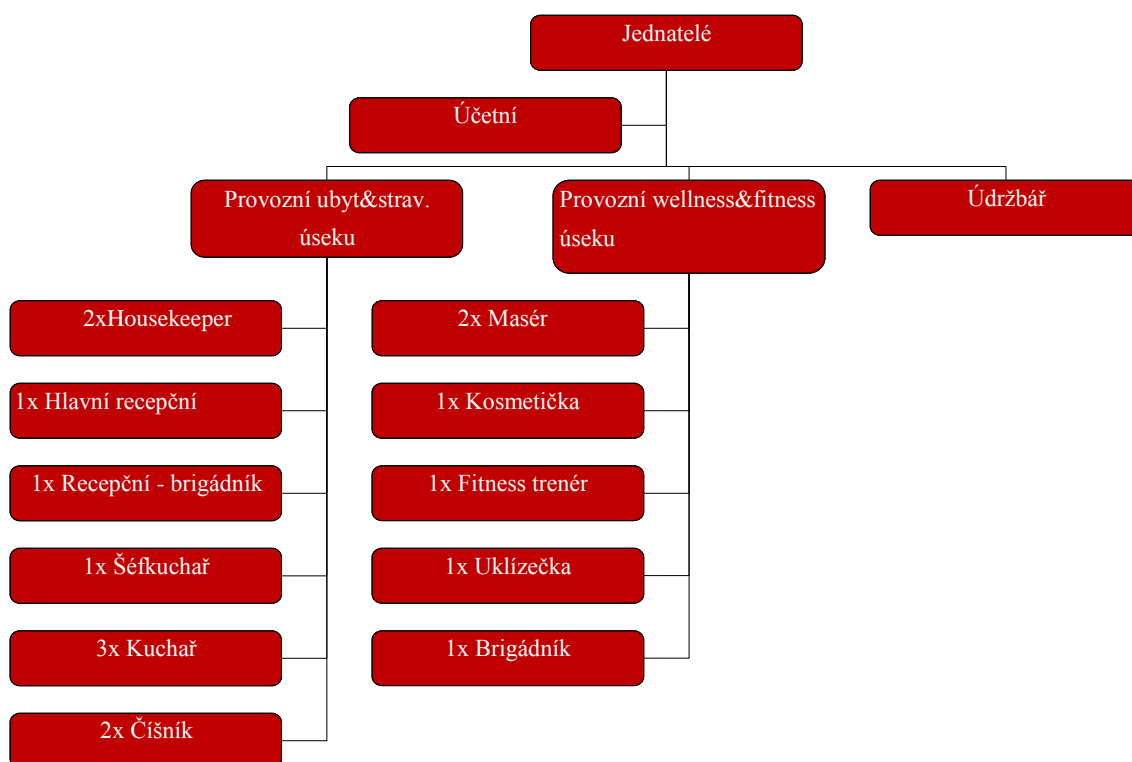 Jednatelé
Účetní
Provozní ubyt&strav.
úseku
Provozní wellness&fitness
úseku
Údržbář
2xHousekeeper
1x Hlavní recepční
1x Recepční - brigádník
1x Šéfkuchař
3x Kuchař
2x Číšník
2x Masér
1x Kosmetička
1x Fitness trenér
1x Uklízečka
1x Brigádník